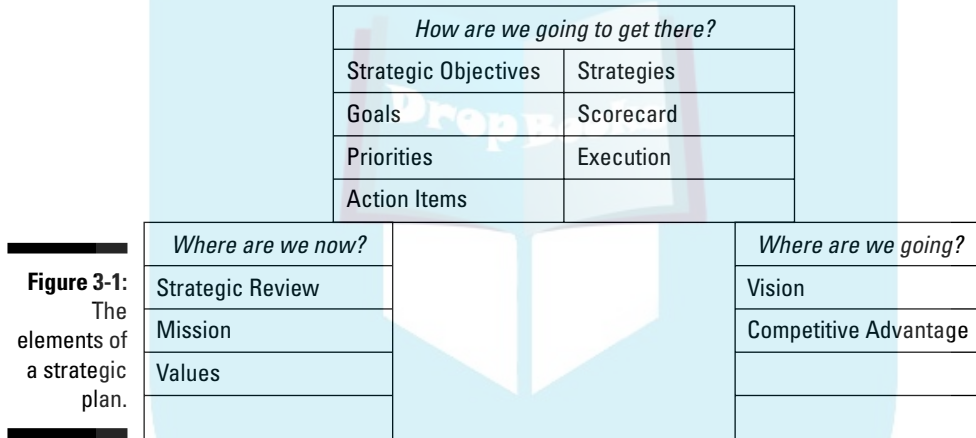 How are we going to get there?
Strategic Objectives Strategies
Goals Scorecard
Priorities Execution
Action Items
DropBooks
Where are we now?
Strategic Review
Mission
Values
Where are we going?
Vision
Competitive Advantage
Figure 3-1:
The
elements of
a strategic
plan.